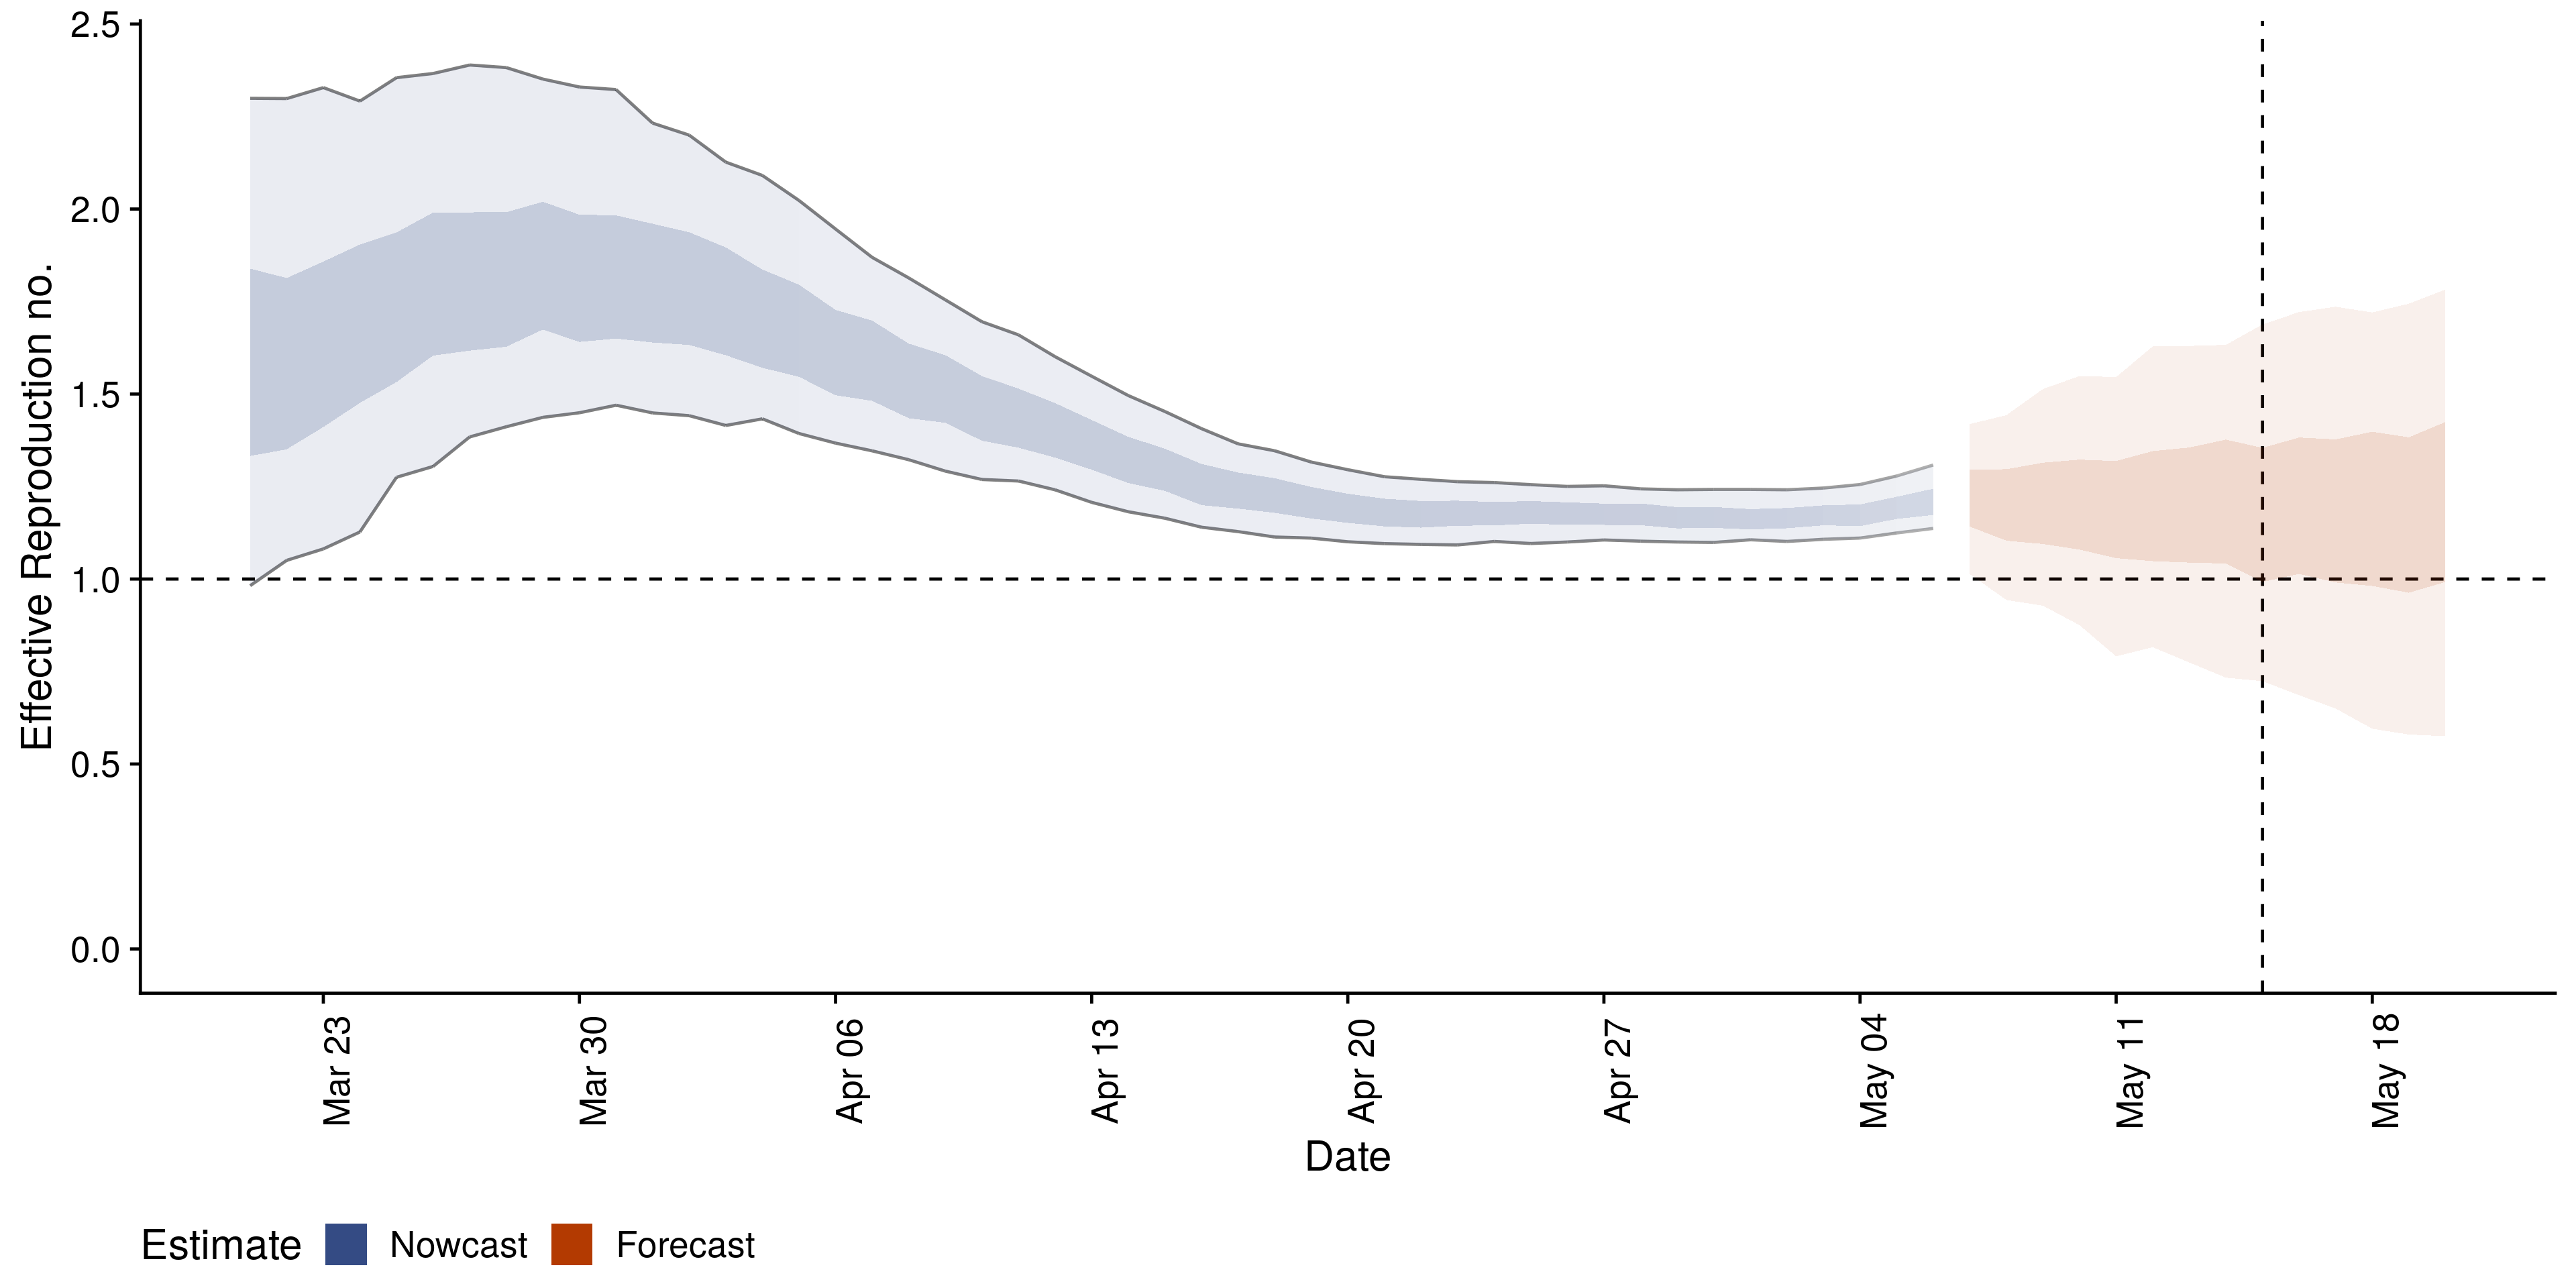 Effective Reproduction no.
2.5
2.0
1.5
1.0
0.5
0.0
Mar 23
Mar 30
Apr 06
Apr 13
Apr 20
Apr 27
May 04
May 11
May 18
Date
Estimate Nowcast Forecast